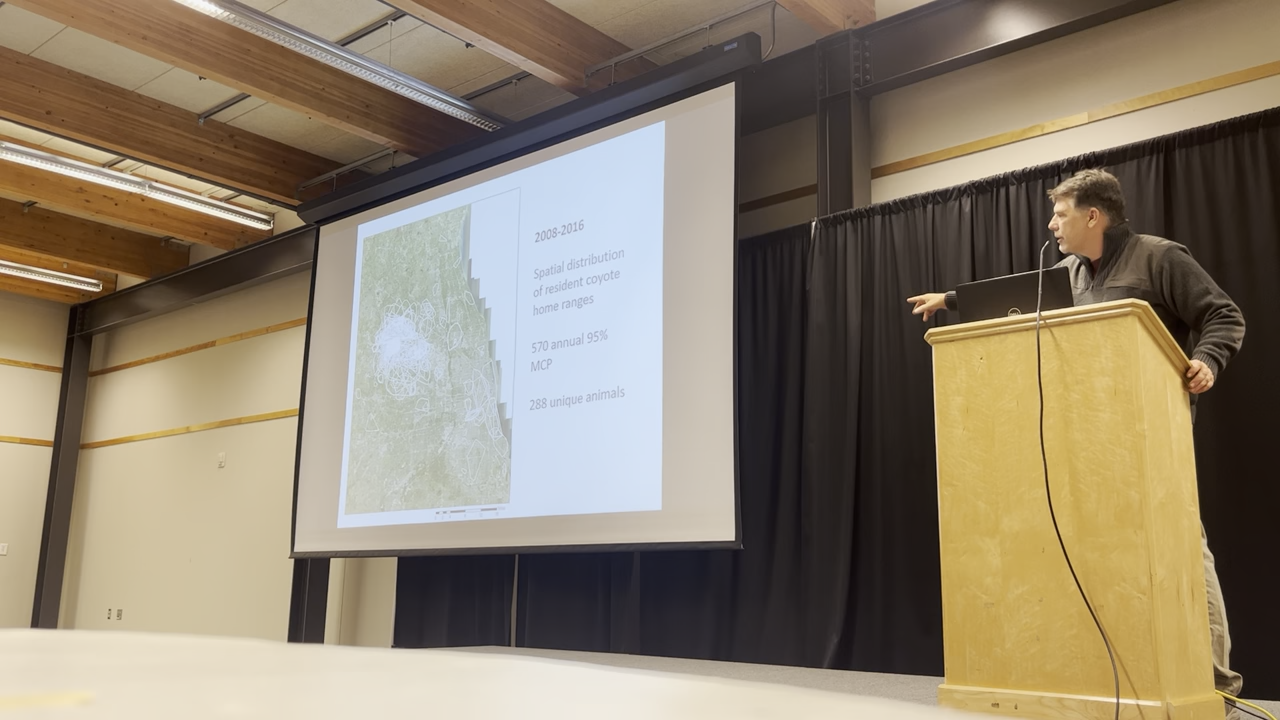 2008-2016
Spatial distribution
of resident coyote
home ranges
570 annual 95%
MCP
288 unique animals